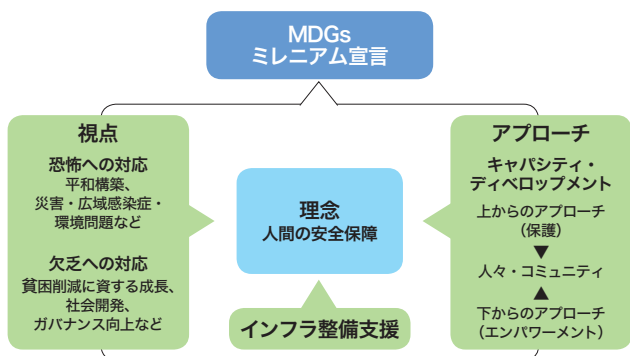 MDGs
ミレニアム宣言
視点
恐怖への対応
平和構築、
災害・広域感染症・
環境問題など
欠乏への対応
貧困削減に資する成長、
社会開発、
ガバナンス向上など
理念
人間の安全保障
インフラ整備支援
アプローチ
キャパシティ・
ディベロップメント
上からのアプローチ
（保護）
▼
人々・コミュニティ
▲
下からのアプローチ
（エンパワーメント）